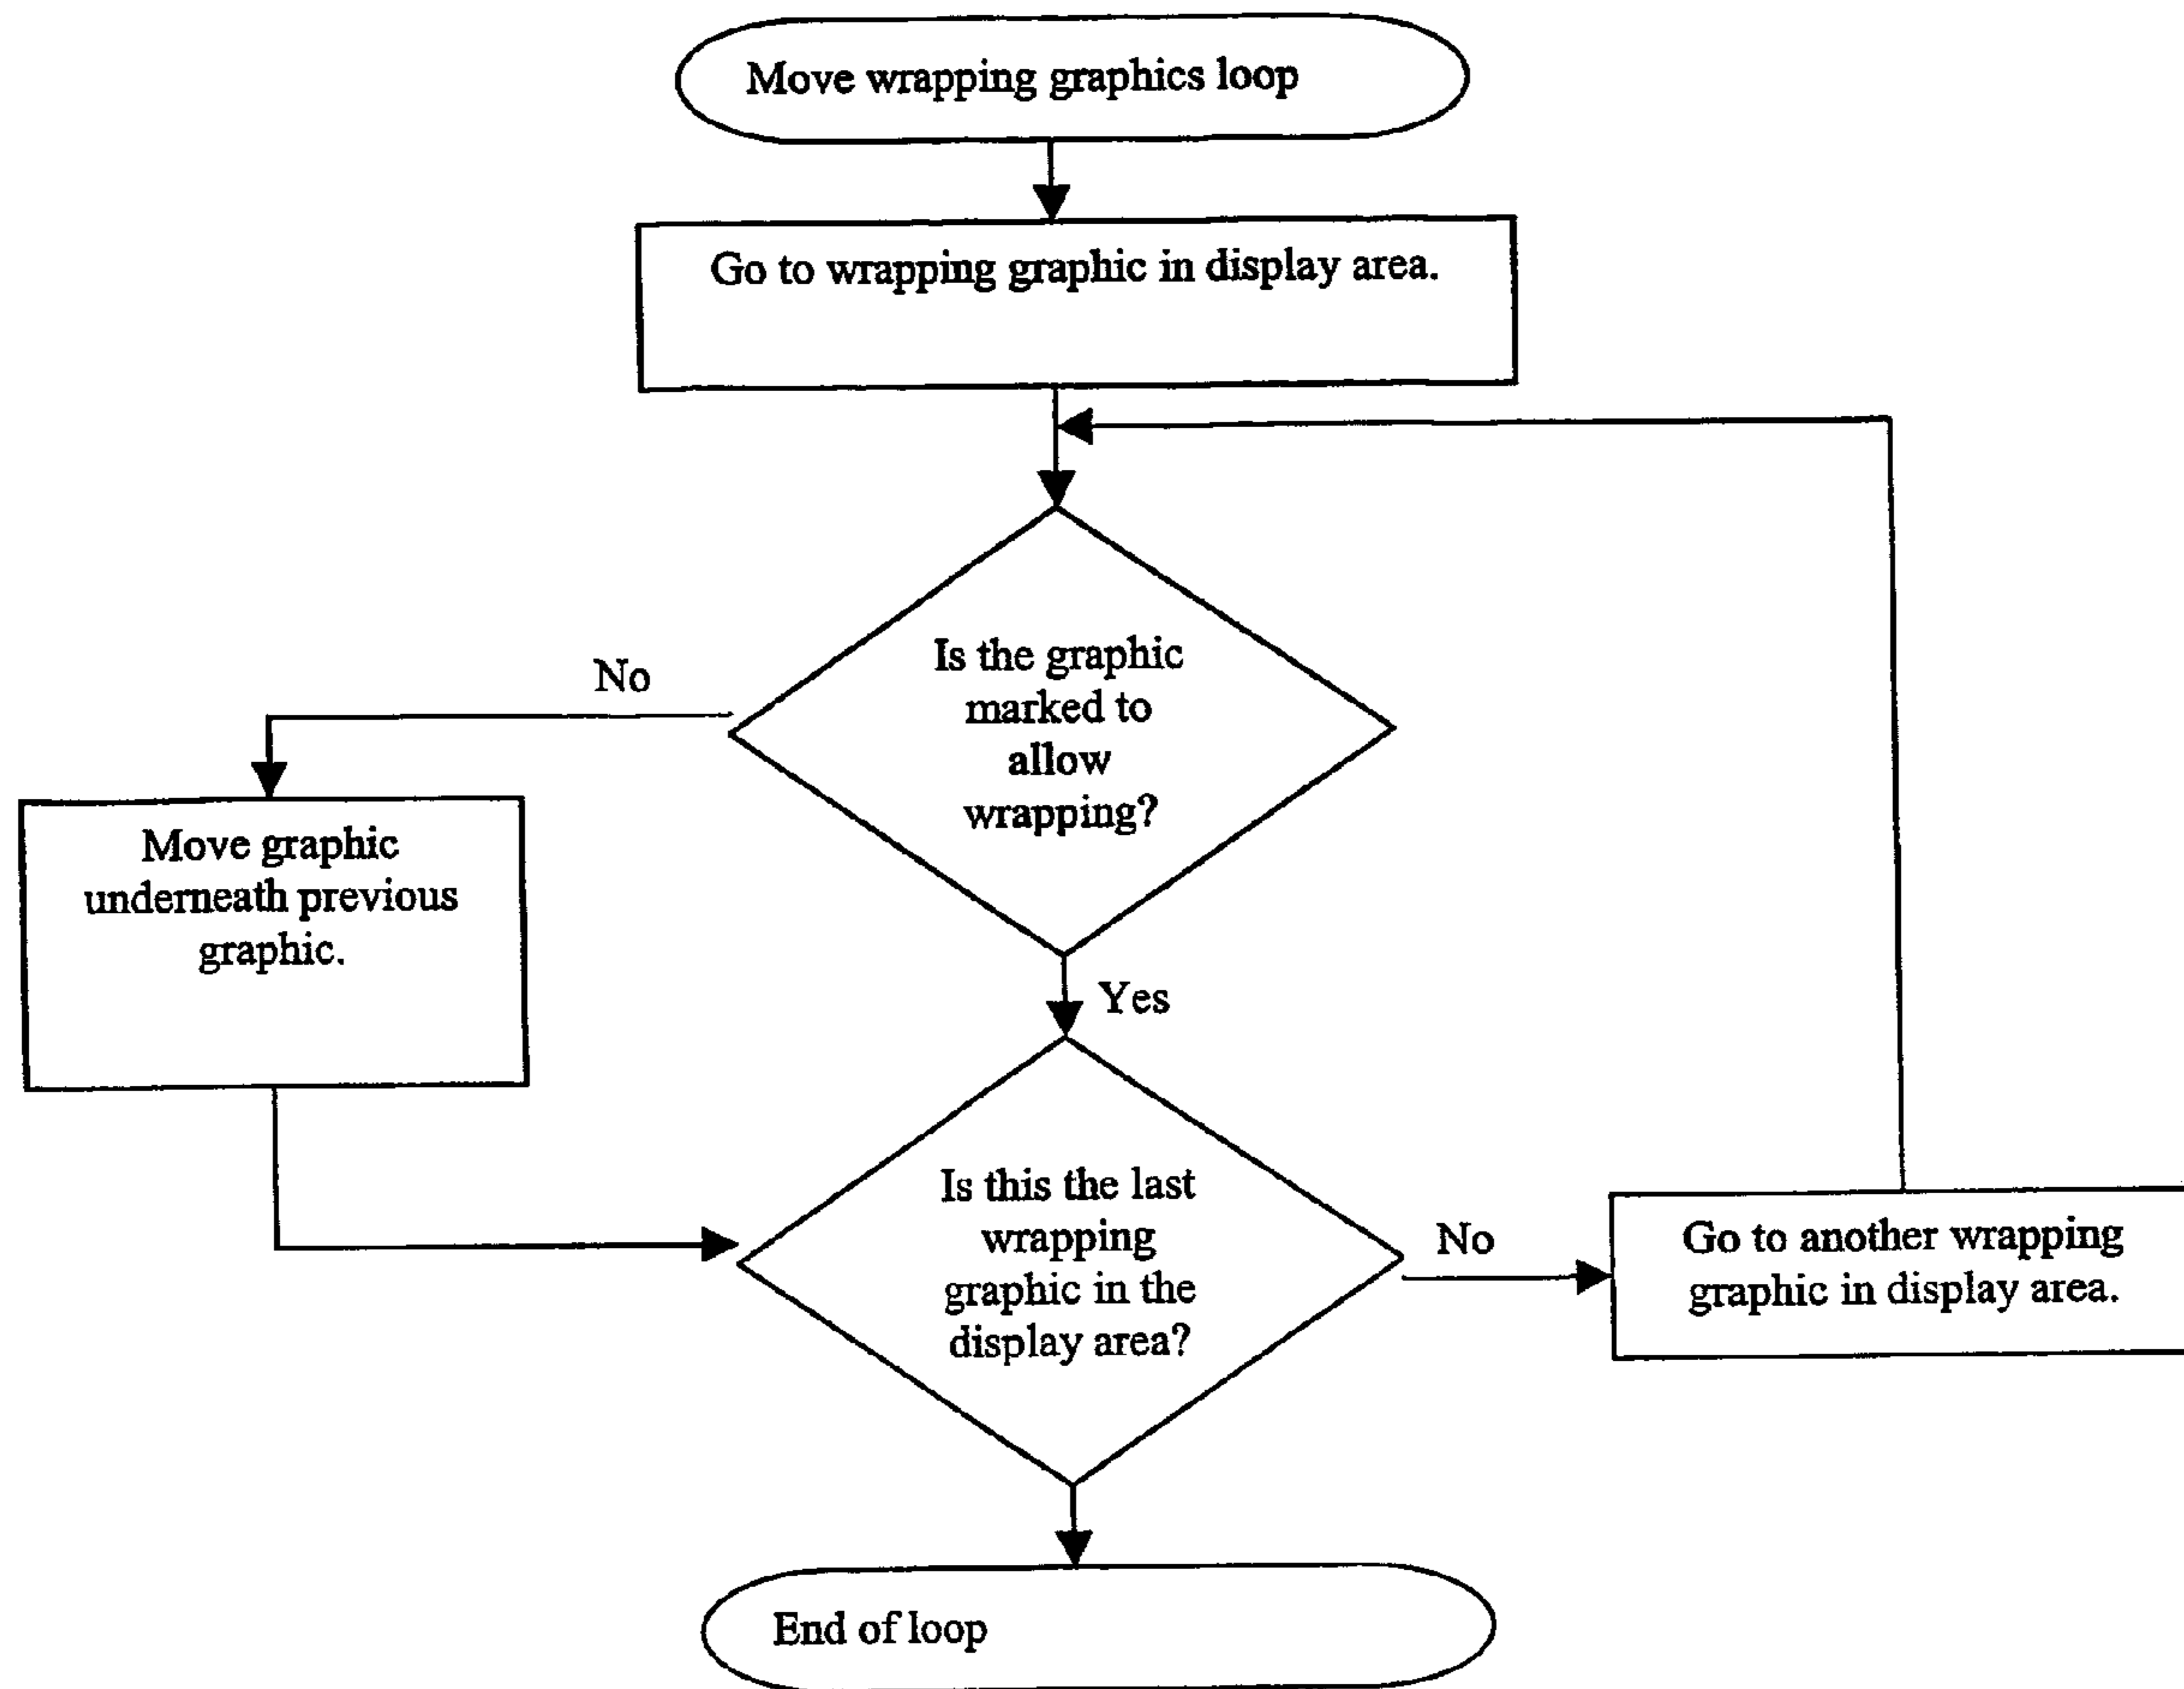 Move wrapping graphics loop
Go to wrapping graphic in display area.
Is the graphic
marked to
allow
wrapping?
No
Move graphic
underneath previous
graphic.
Yes
Is this the last
wrapping
graphic in the
display area?
No
Go to another wrapping
graphic in display area.
End of loop